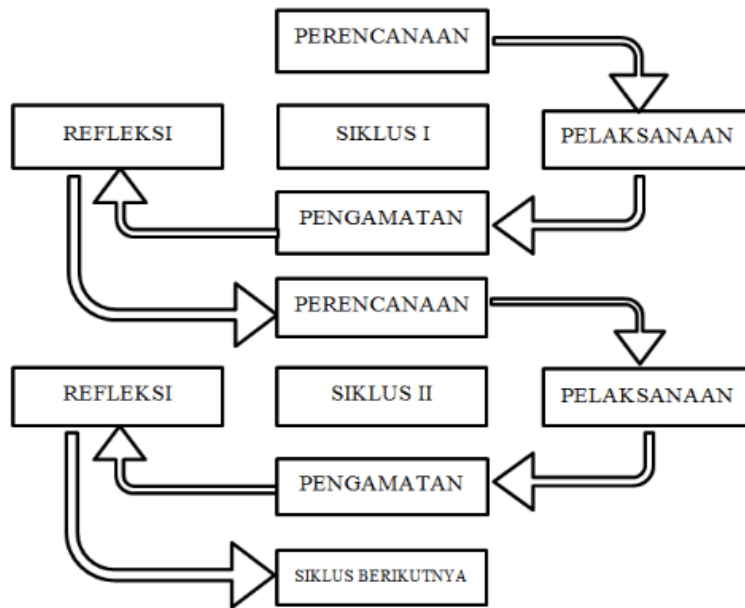 PERENCANAAN
REFLEKSI
SIKLUS I
PELAKSANAAN
PENGAMATAN
PERENCANAAN
REFLEKSI
SIKLUS II
PELAKSANAAN
PENGAMATAN
SIKLUS BERIKUTNYA